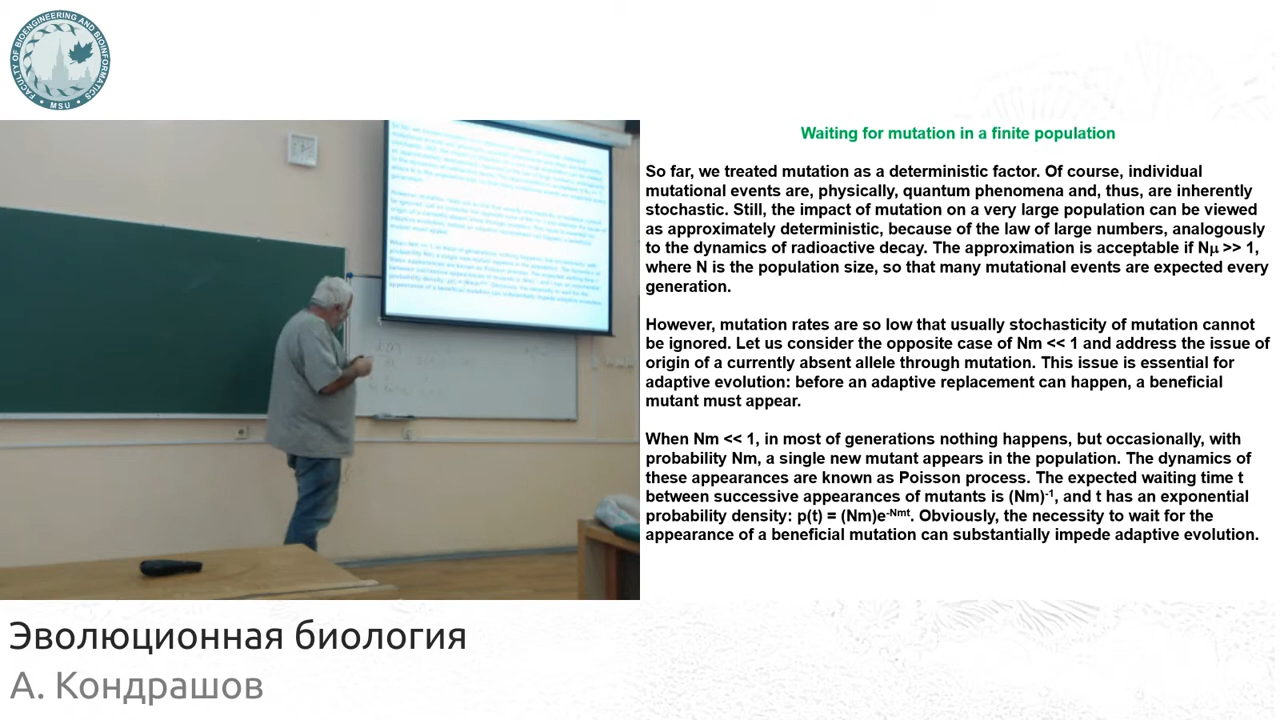 FACULTY OF BIOENGINEERING AND BIOINFORMATICS
• MSU •
Waiting for mutation in a finite population
So far, we treated mutation as a deterministic factor. Of course, individual
mutational events are, physically, quantum phenomena and, thus, are inherently
stochastic. Still, the impact of mutation on a very large population can be viewed
as approximately deterministic, because of the law of large numbers, analogously
to the dynamics of radioactive decay. The approximation is acceptable if Nμ >> 1,
where N is the population size, so that many mutational events are expected every
generation.
However, mutation rates are so low that usually stochasticity of mutation cannot
be ignored. Let us consider the opposite case of Nm << 1 and address the issue of
origin of a currently absent allele through mutation. This issue is essential for
adaptive evolution: before an adaptive replacement can happen, a beneficial
mutant must appear.
When Nm << 1, in most of generations nothing happens, but occasionally, with
probability Nm, a single new mutant appears in the population. The dynamics of
these appearances are known as Poisson process. The expected waiting time t
between successive appearances of mutants is (Nm)⁻¹, and t has an exponential
probability density: p(t) = (Nm)e⁻ᴺᵐᵗ. Obviously, the necessity to wait for the
appearance of a beneficial mutation can substantially impede adaptive evolution.
Эволюционная биология
А. Кондрашов